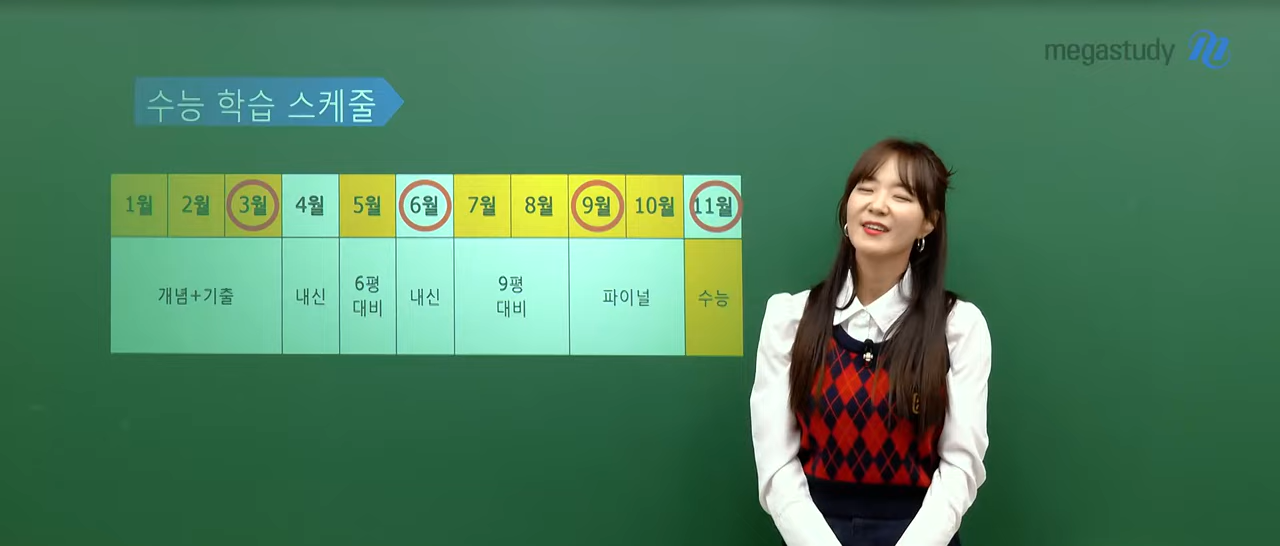 megastudy
수능 학습 스케줄
1월 2월 3월 4월 5월 6월 7월 8월 9월 10월 11월
개념+기출 내신 6평 대비 내신 9평 대비 파이널 수능